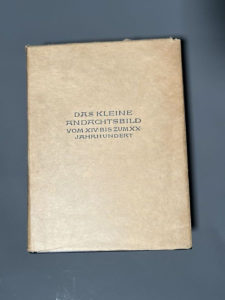 DAS KLEINE
ANDACHTSBILD
VOM XIV BIS ZUM XX
JAHRHUNDERT